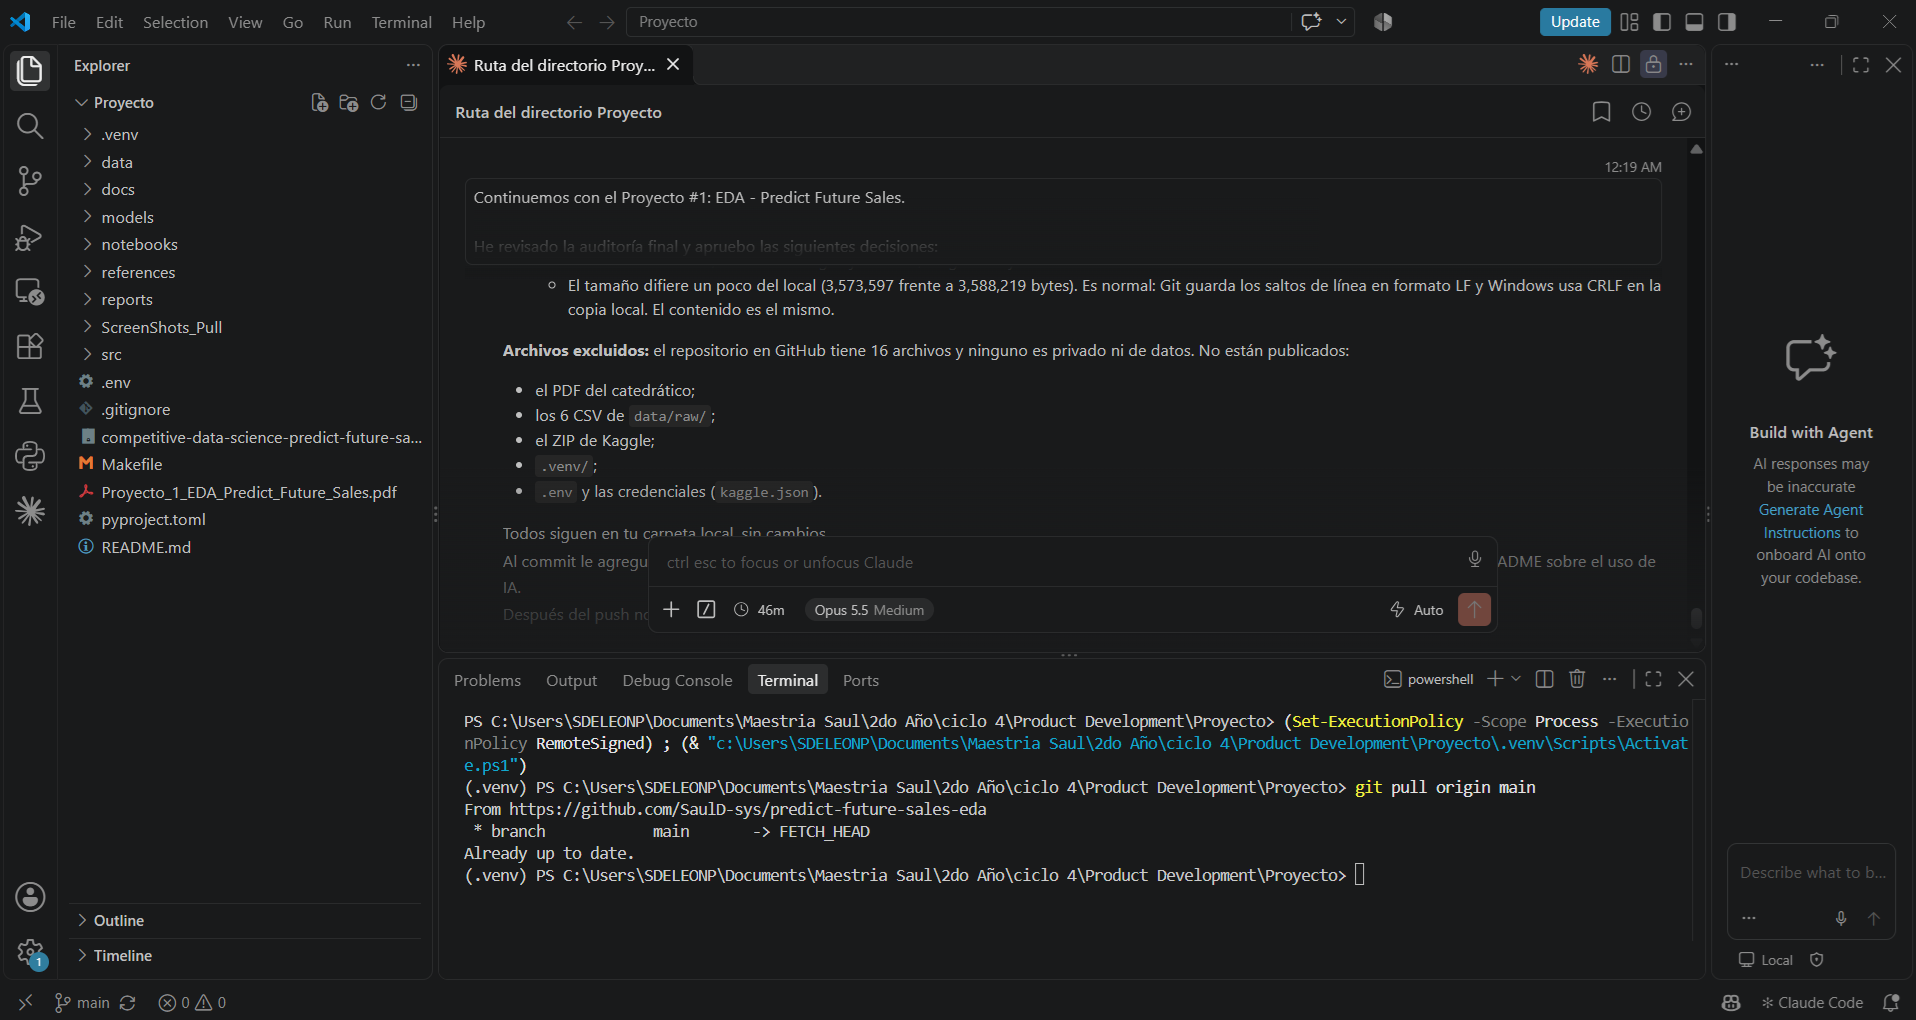 File Edit Selection View Go Run Terminal Help
Proyecto
Update
Explorer
Proyecto
.venv
data
docs
models
notebooks
references
reports
ScreenShots_Pull
src
.env
.gitignore
competitive-data-science-predict-future-sa...
Makefile
Proyecto_1_EDA_Predict_Future_Sales.pdf
pyproject.toml
README.md
Outline
Timeline
Ruta del directorio Proy...
Ruta del directorio Proyecto
12:19 AM
Continuemos con el Proyecto #1: EDA - Predict Future Sales.
He revisado la auditoría final y apruebo las siguientes decisiones:
El tamaño difiere un poco del local (3,573,597 frente a 3,588,219 bytes). Es normal: Git guarda los saltos de línea en formato LF y Windows usa CRLF en la
copia local. El contenido es el mismo.
Archivos excluidos: el repositorio en GitHub tiene 16 archivos y ninguno es privado ni de datos. No están publicados:
el PDF del catedrático;
los 6 CSV de data/raw/;
el ZIP de Kaggle;
.venv/;
.env y las credenciales (kaggle.json).
Todos siguen en tu carpeta local, sin cambios.
Al commit le agregu
ADME sobre el uso de
IA.
Después del push no
ctrl esc to focus or unfocus Claude
46m Opus 5.5 Medium Auto
Problems Output Debug Console Terminal Ports
powershell
PS C:\Users\SDELEONP\Documents\Maestria Saul\2do Año\ciclo 4\Product Development\Proyecto> (Set-ExecutionPolicy -Scope Process -Executio
nPolicy RemoteSigned) ; (& "c:\Users\SDELEONP\Documents\Maestria Saul\2do Año\ciclo 4\Product Development\Proyecto\.venv\Scripts\Activat
e.ps1")
(.venv) PS C:\Users\SDELEONP\Documents\Maestria Saul\2do Año\ciclo 4\Product Development\Proyecto> git pull origin main
From https://github.com/SaulD-sys/predict-future-sales-eda
* branch main -> FETCH_HEAD
Already up to date.
(.venv) PS C:\Users\SDELEONP\Documents\Maestria Saul\2do Año\ciclo 4\Product Development\Proyecto>
Build with Agent
AI responses may
be inaccurate
Generate Agent
Instructions to
onboard AI onto
your codebase.
Describe what to b...
Local
1
main 0 0
Claude Code